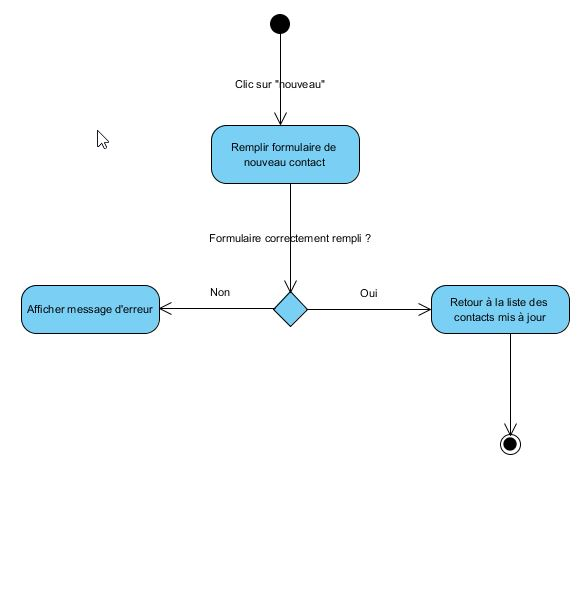 Clic sur "nouveau"
Remplir formulaire de
nouveau contact
Formulaire correctement rempli ?
Non
Oui
Afficher message d'erreur
Retour à la liste des
contacts mis à jour